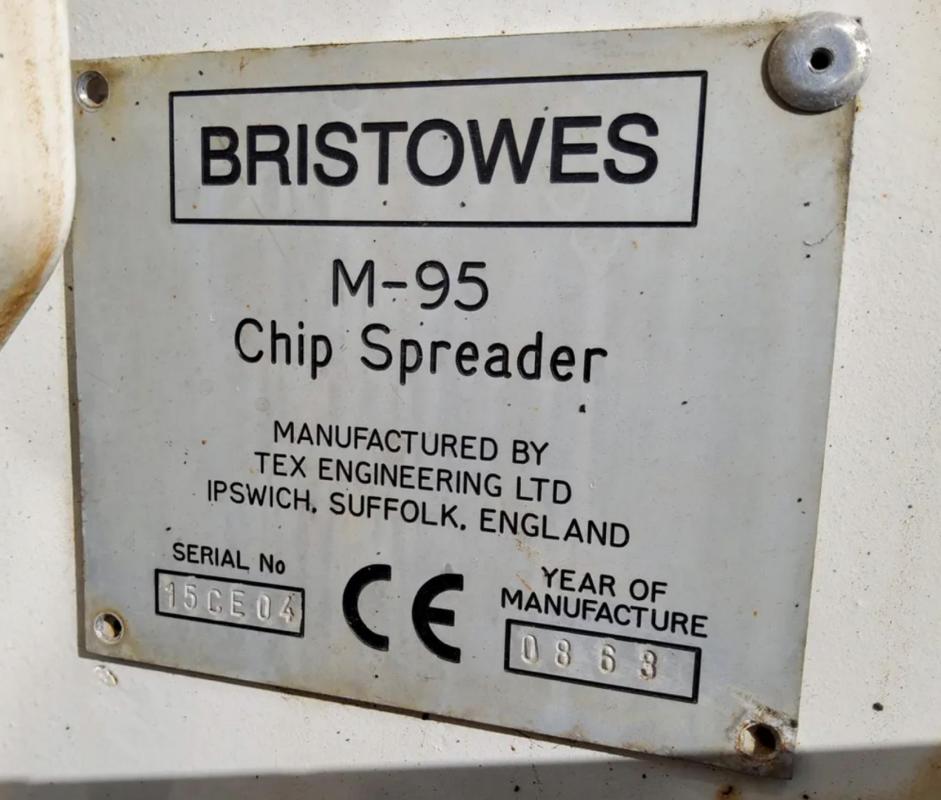 BRISTOWES
M-95
Chip Spreader
MANUFACTURED BY
TEX ENGINEERING LTD
IPSWICH, SUFFOLK, ENGLAND
SERIAL No
15CE04
CE
YEAR OF
MANUFACTURE
0863